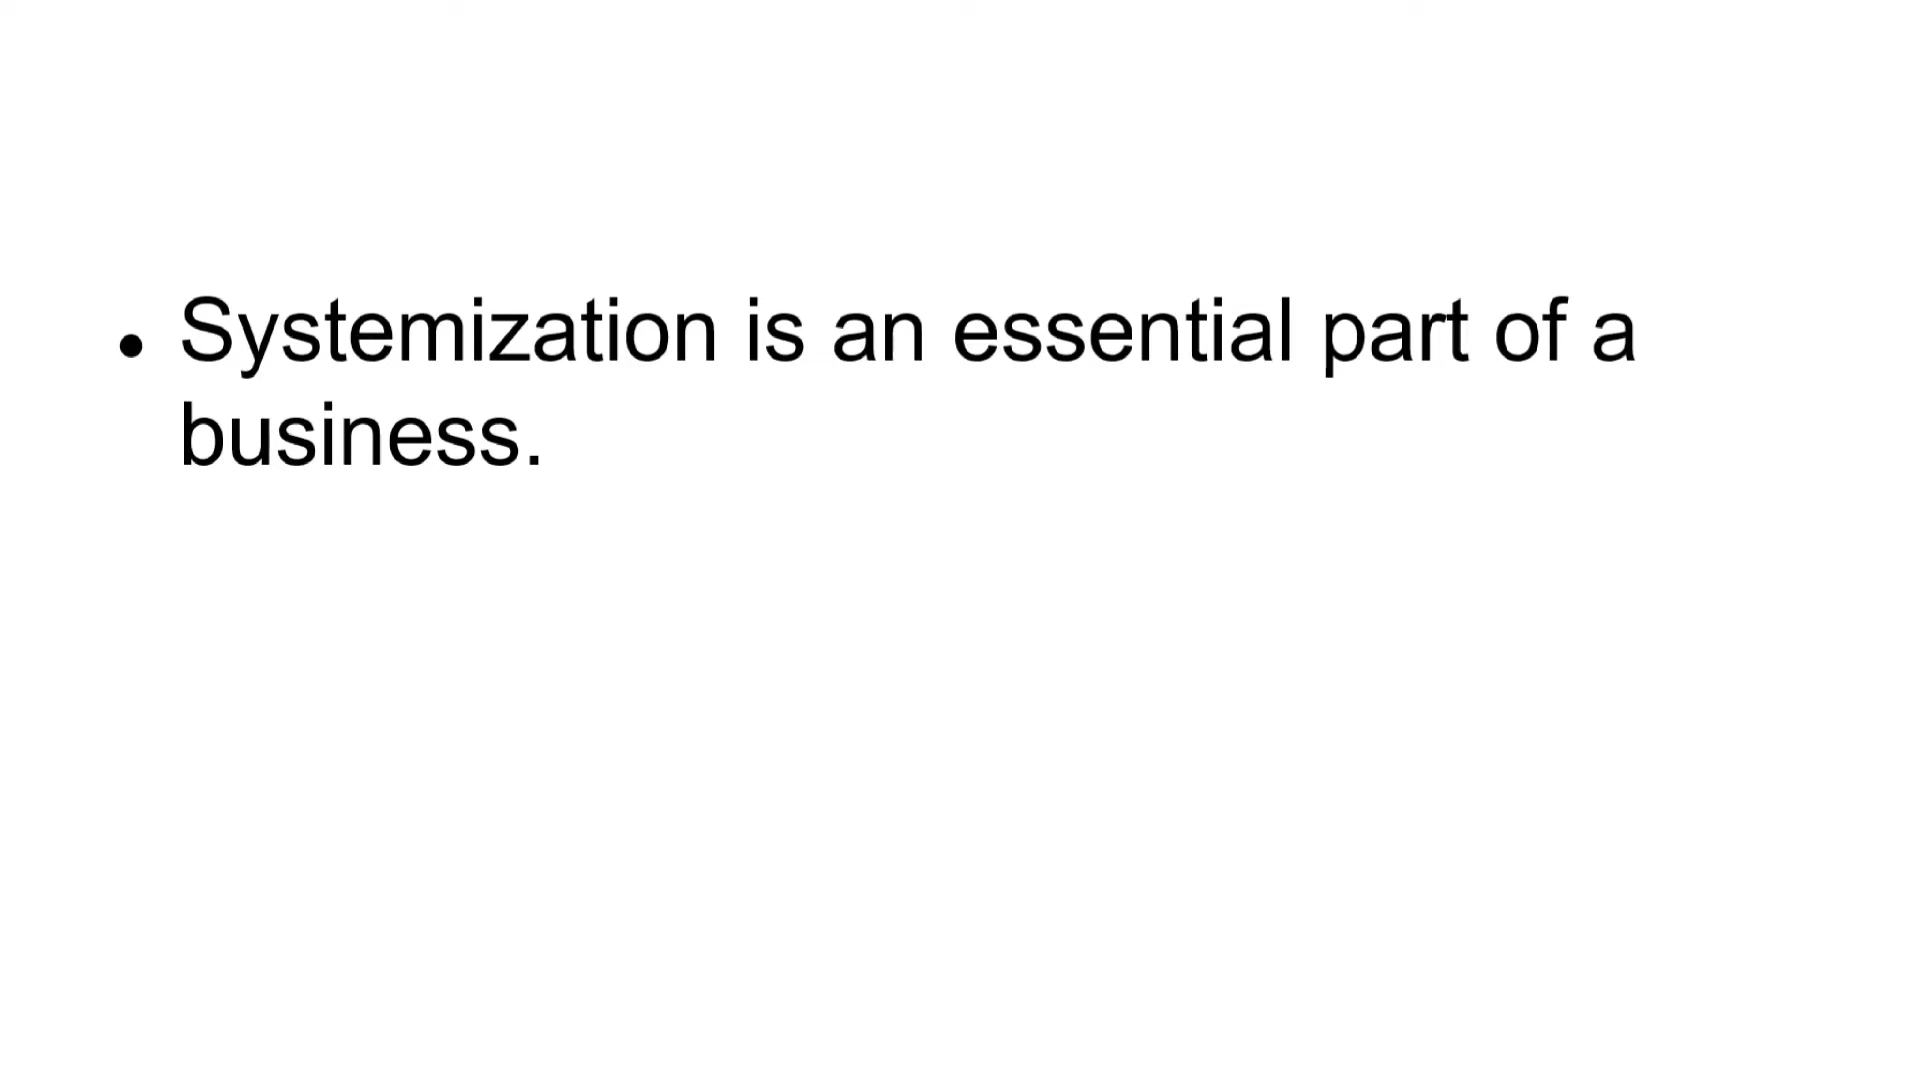 • Systemization is an essential part of a
business.